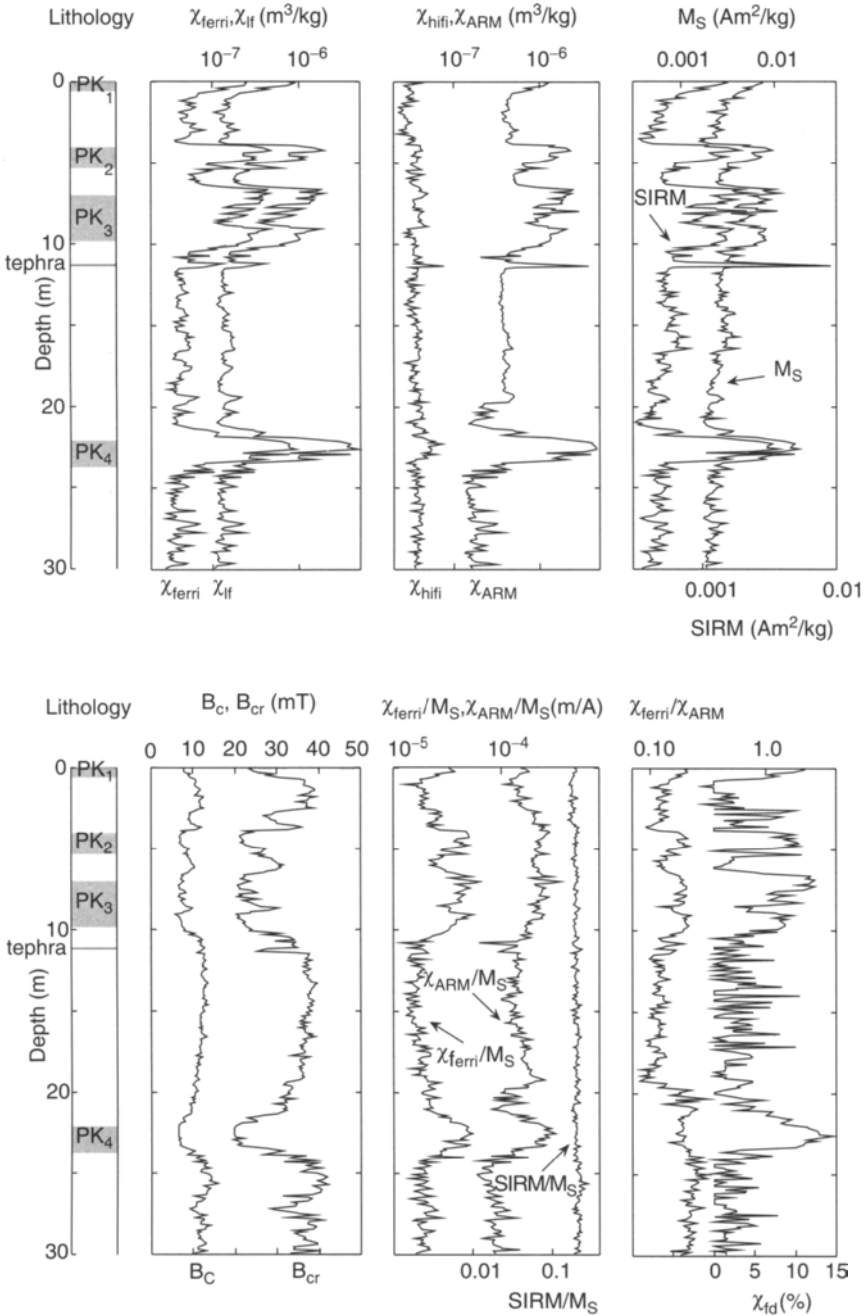 Lithology
χferri,χlf (m³/kg)
χhifi,χARM (m³/kg)
MS (Am²/kg)
10⁻⁷ 10⁻⁶
10⁻⁷ 10⁻⁶
0.001 0.01
0
PK1
PK2
PK3
10
tephra
Depth (m)
20
PK4
30
SIRM
MS
χferri χlf
χhifi χARM
0.001 0.01
SIRM (Am²/kg)
Lithology
Bc, Bcr (mT)
χferri/MS,χARM/MS(m/A)
χferri/χARM
0 10 20 30 40 50
10⁻⁵ 10⁻⁴
0.10 1.0
0
PK1
PK2
PK3
10
tephra
Depth (m)
20
PK4
30
χARM/MS
χferri/MS
SIRM/MS
BC Bcr
0.01 0.1
SIRM/MS
0 5 10 15
χfd(%)